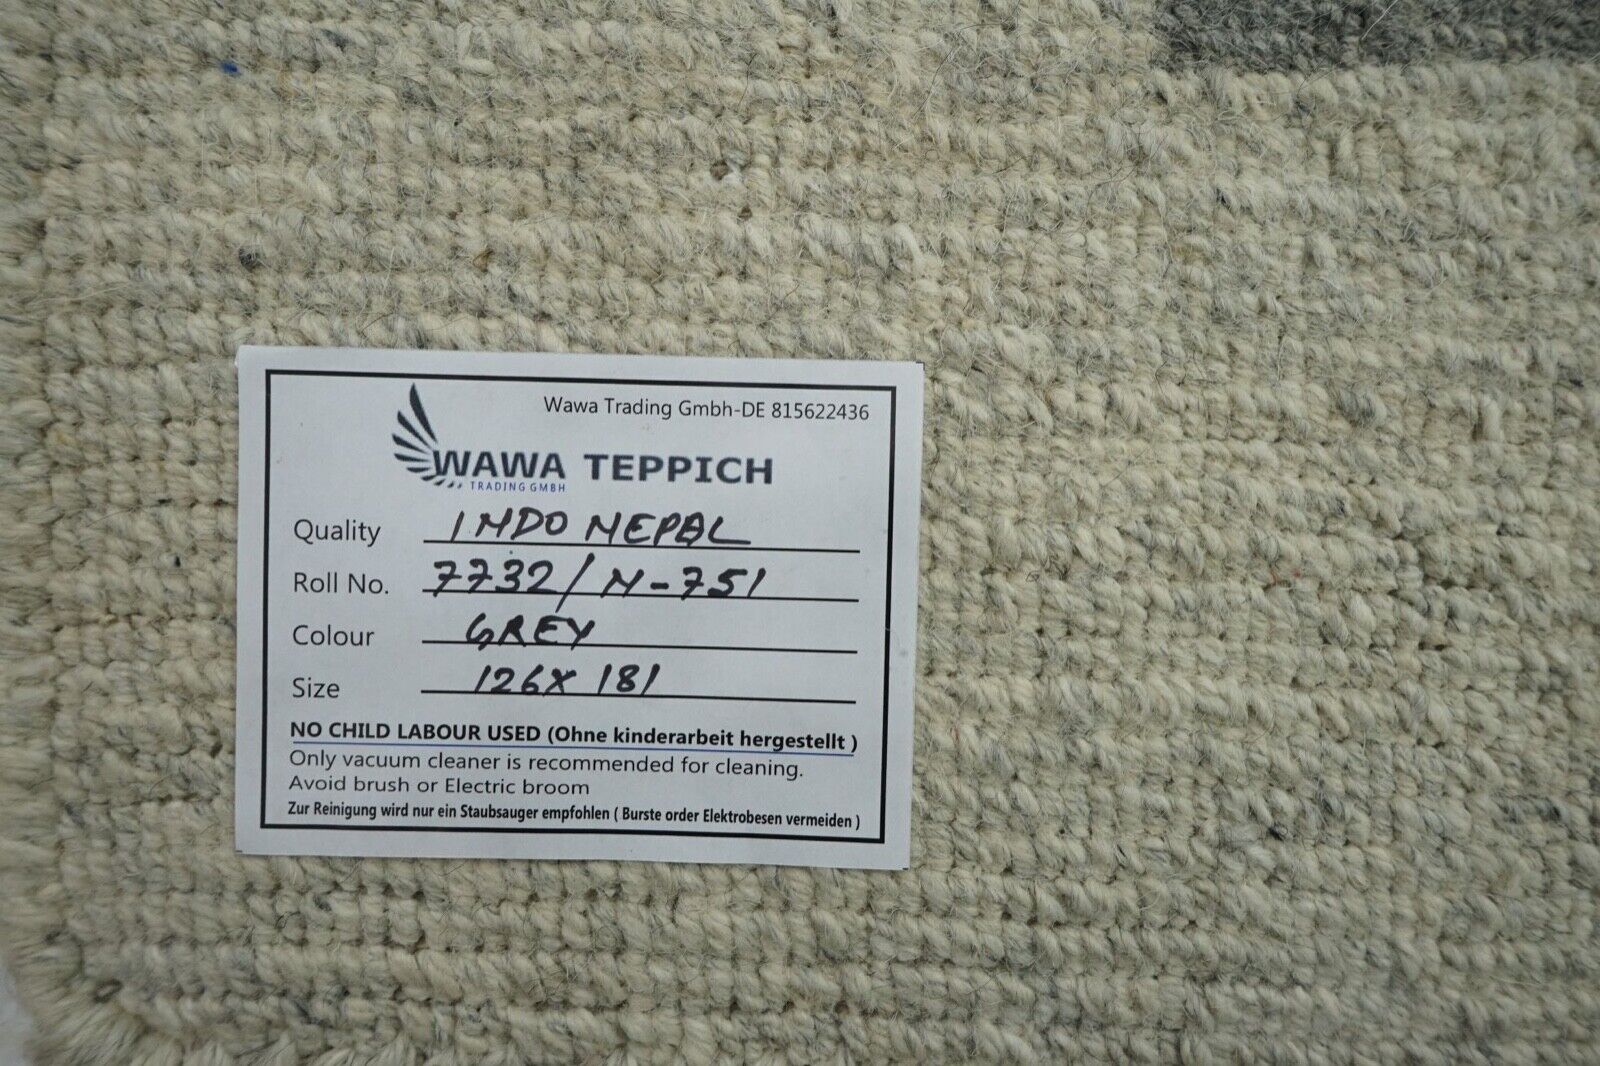 Wawa Trading Gmbh-DE 815622436
WAWA TEPPICH
TRADING GMBH
Quality INDO NEPAL
Roll No. 7732/N-751
Colour GREY
Size 126X181
NO CHILD LABOUR USED (Ohne kinderarbeit hergestellt )
Only vacuum cleaner is recommended for cleaning.
Avoid brush or Electric broom
Zur Reinigung wird nur ein Staubsauger empfohlen ( Burste order Elektrobesen vermeiden )